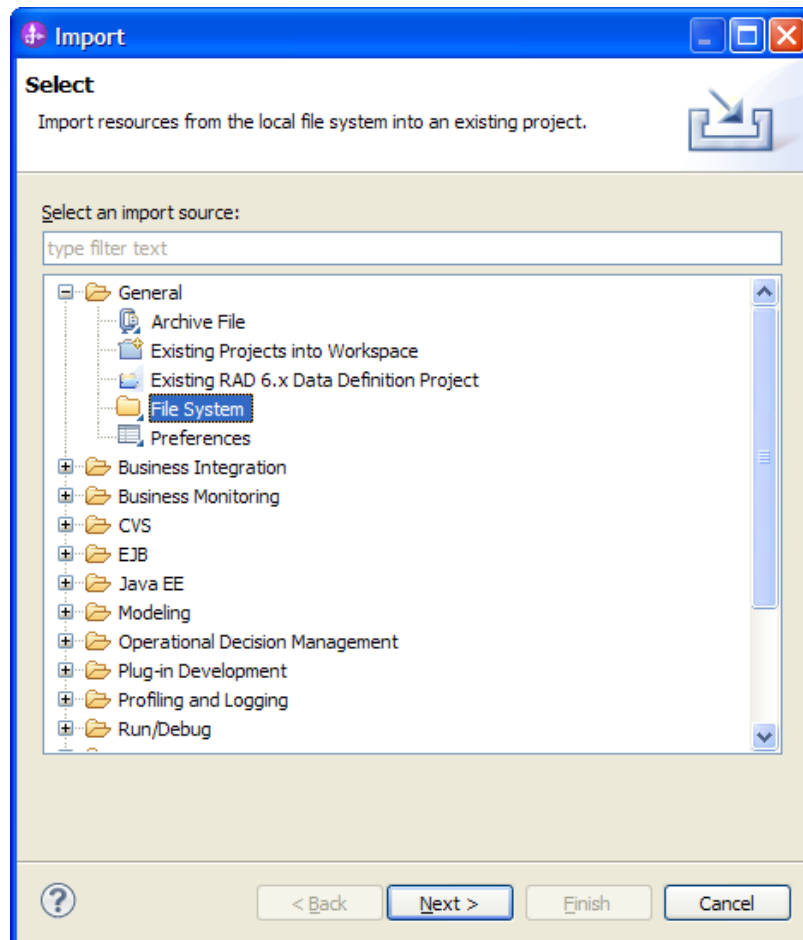 Import
Select
Import resources from the local file system into an existing project.
Select an import source:
type filter text
General
Archive File
Existing Projects into Workspace
Existing RAD 6.x Data Definition Project
File System
Preferences
Business Integration
Business Monitoring
CVS
EJB
Java EE
Modeling
Operational Decision Management
Plug-in Development
Profiling and Logging
Run/Debug
? < Back Next > Finish Cancel